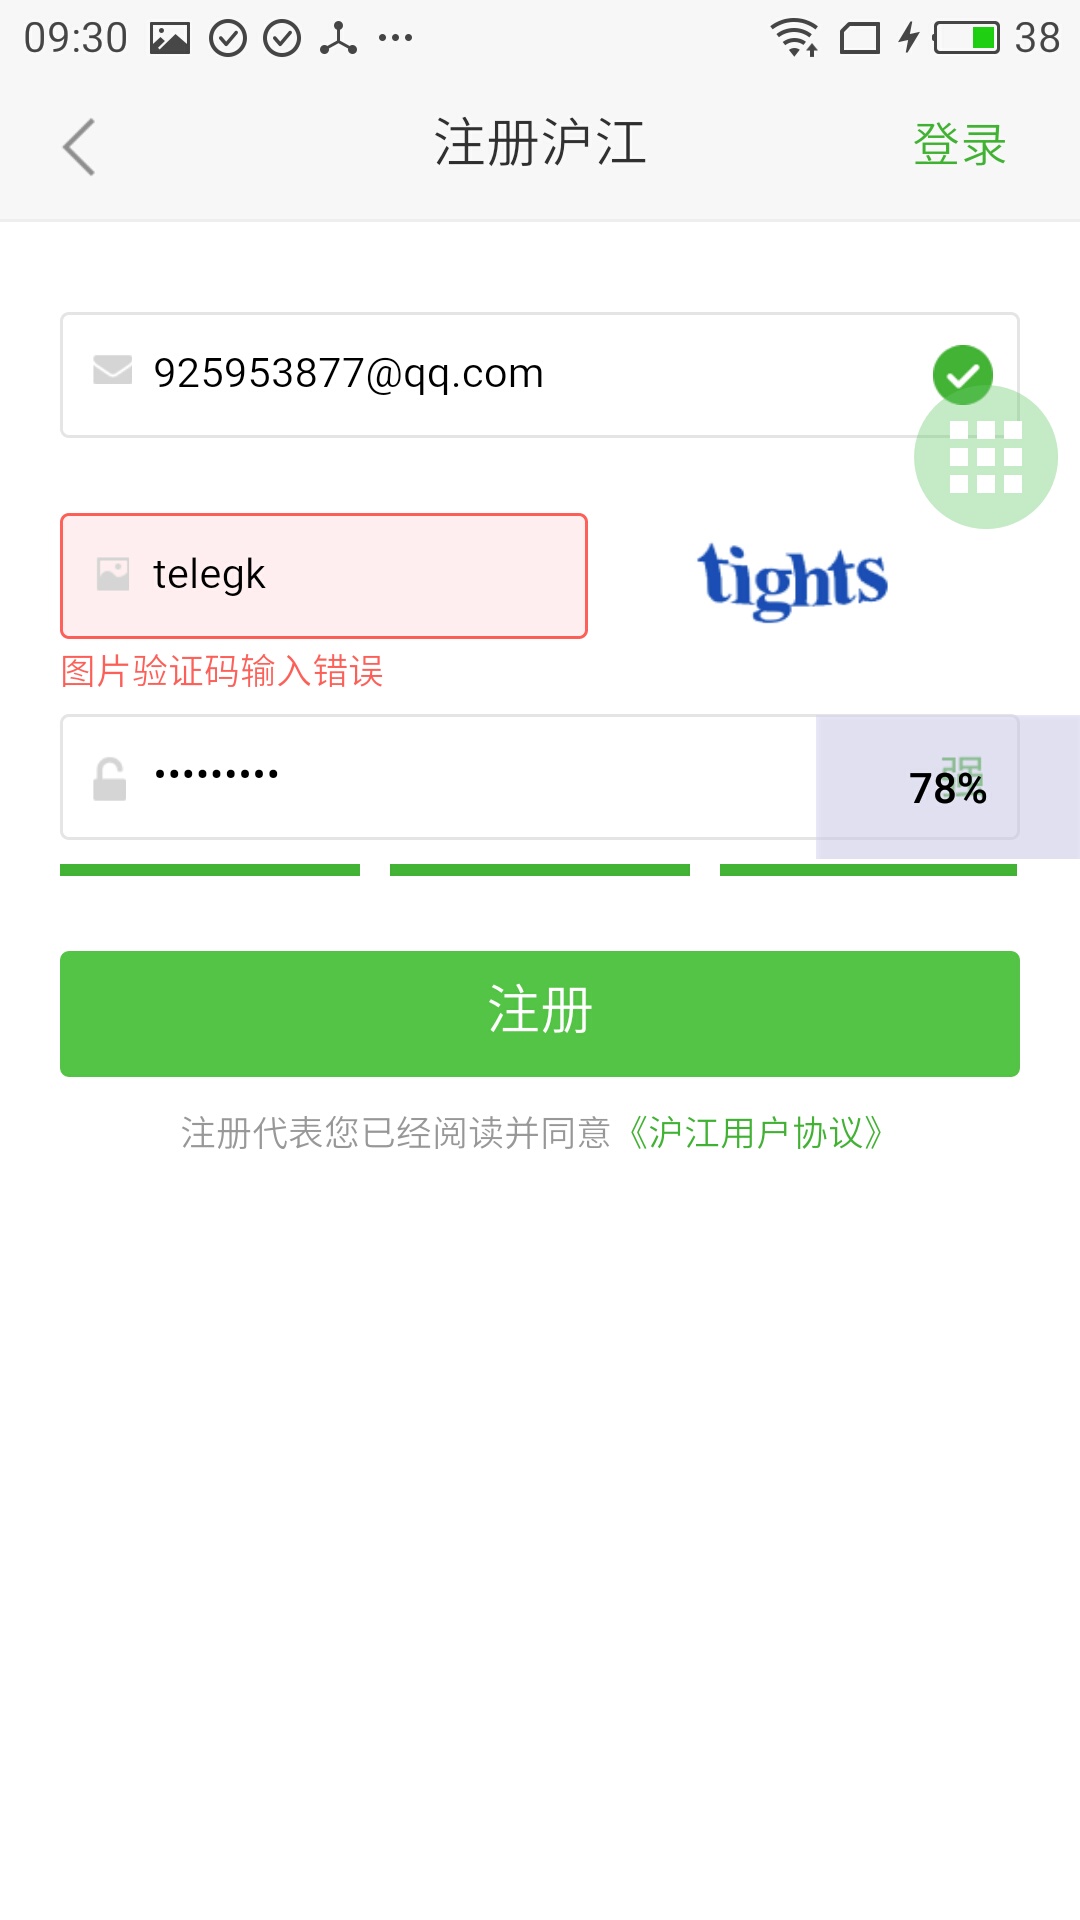 09:30 38
注册沪江 登录
925953877@qq.com
telegk tights
图片验证码输入错误
••••••••• 强 78%
注册
注册代表您已经阅读并同意《沪江用户协议》